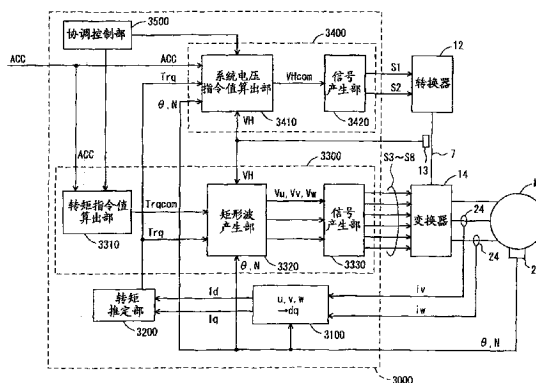 3500
协调控制部
3400
12
ACC
ACC
Trq
θ,N
系统电压
指令值算出部
VHcom
信号
产生部
S1
S2
转换器
3410
3420
VH
13
7
ACC
3300
S3~S8
14
VH
转矩指令值
算出部
Trqcom
Trq
矩形波
产生部
Vu,Vv,Vw
信号
产生部
变换器
24
24
3310
3320
3330
θ,N
转矩
推定部
Id
Iq
u,v,w
→dq
iv
iw
3200
3100
θ,N
3000